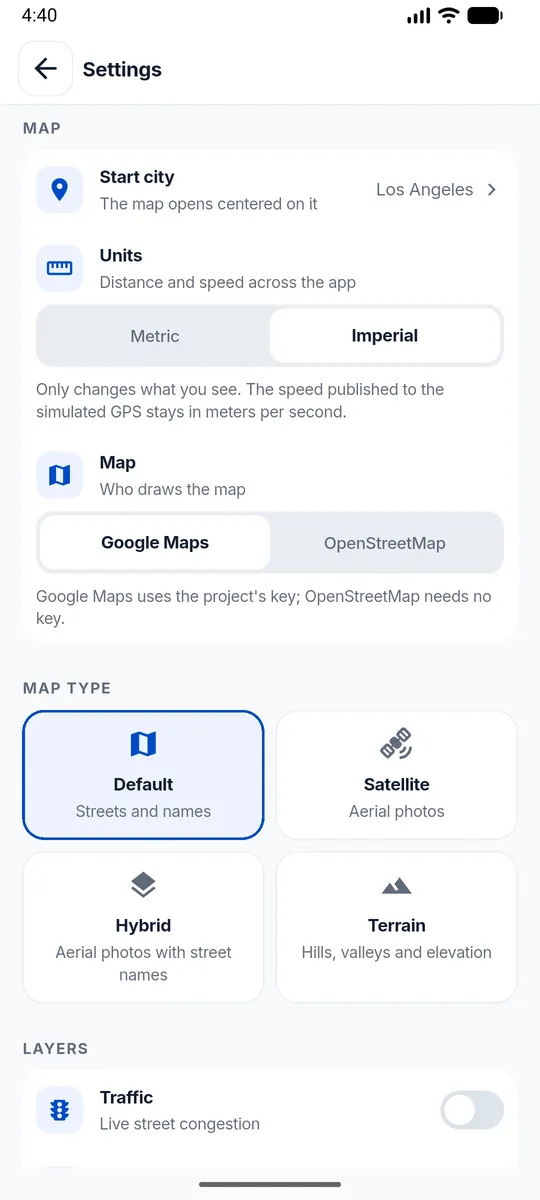 4:40
Settings
MAP
Start city
The map opens centered on it
Los Angeles
Units
Distance and speed across the app
Metric
Imperial
Only changes what you see. The speed published to the
simulated GPS stays in meters per second.
Map
Who draws the map
Google Maps
OpenStreetMap
Google Maps uses the project's key; OpenStreetMap needs no
key.
MAP TYPE
Default
Streets and names
Satellite
Aerial photos
Hybrid
Aerial photos with street
names
Terrain
Hills, valleys and elevation
LAYERS
Traffic
Live street congestion